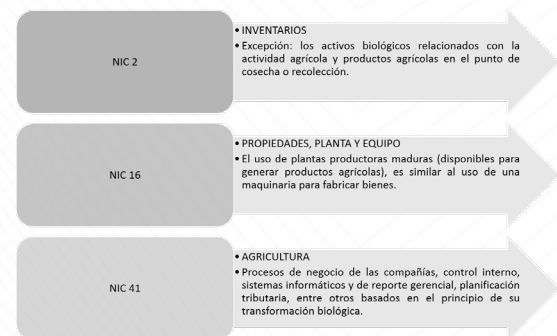 NIC 2
• INVENTARIOS
• Excepción: los activos biológicos relacionados con la
actividad agrícola y productos agrícolas en el punto de
cosecha o recolección.
NIC 16
• PROPIEDADES, PLANTA Y EQUIPO
• El uso de plantas productoras maduras (disponibles para
generar productos agrícolas), es similar al uso de una
maquinaria para fabricar bienes.
NIC 41
• AGRICULTURA
• Procesos de negocio de las compañías, control interno,
sistemas informáticos y de reporte gerencial, planificación
tributaria, entre otros basados en el principio de su
transformación biológica.